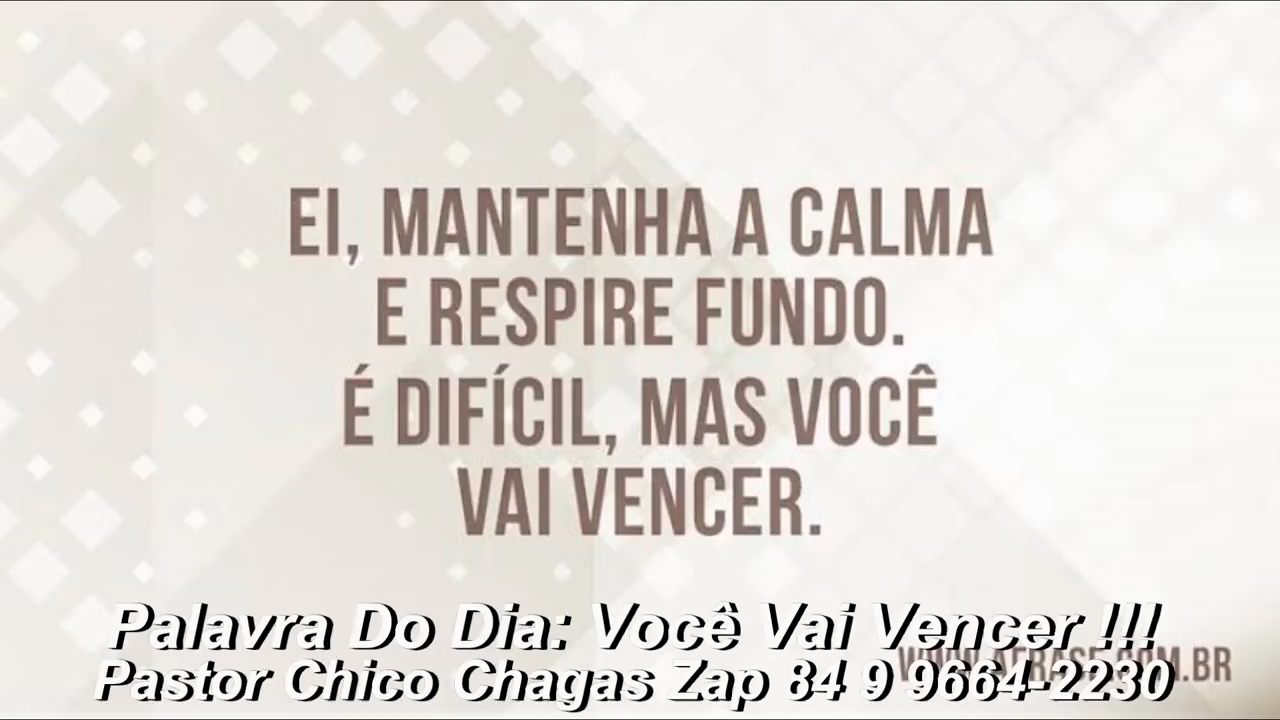 EI, MANTENHA A CALMA
E RESPIRE FUNDO.
É DIFÍCIL, MAS VOCÊ
VAI VENCER.
Palavra Do Dia: Você Vai Vencer !!!
Pastor Chico Chagas Zap 84 9 9664-2230